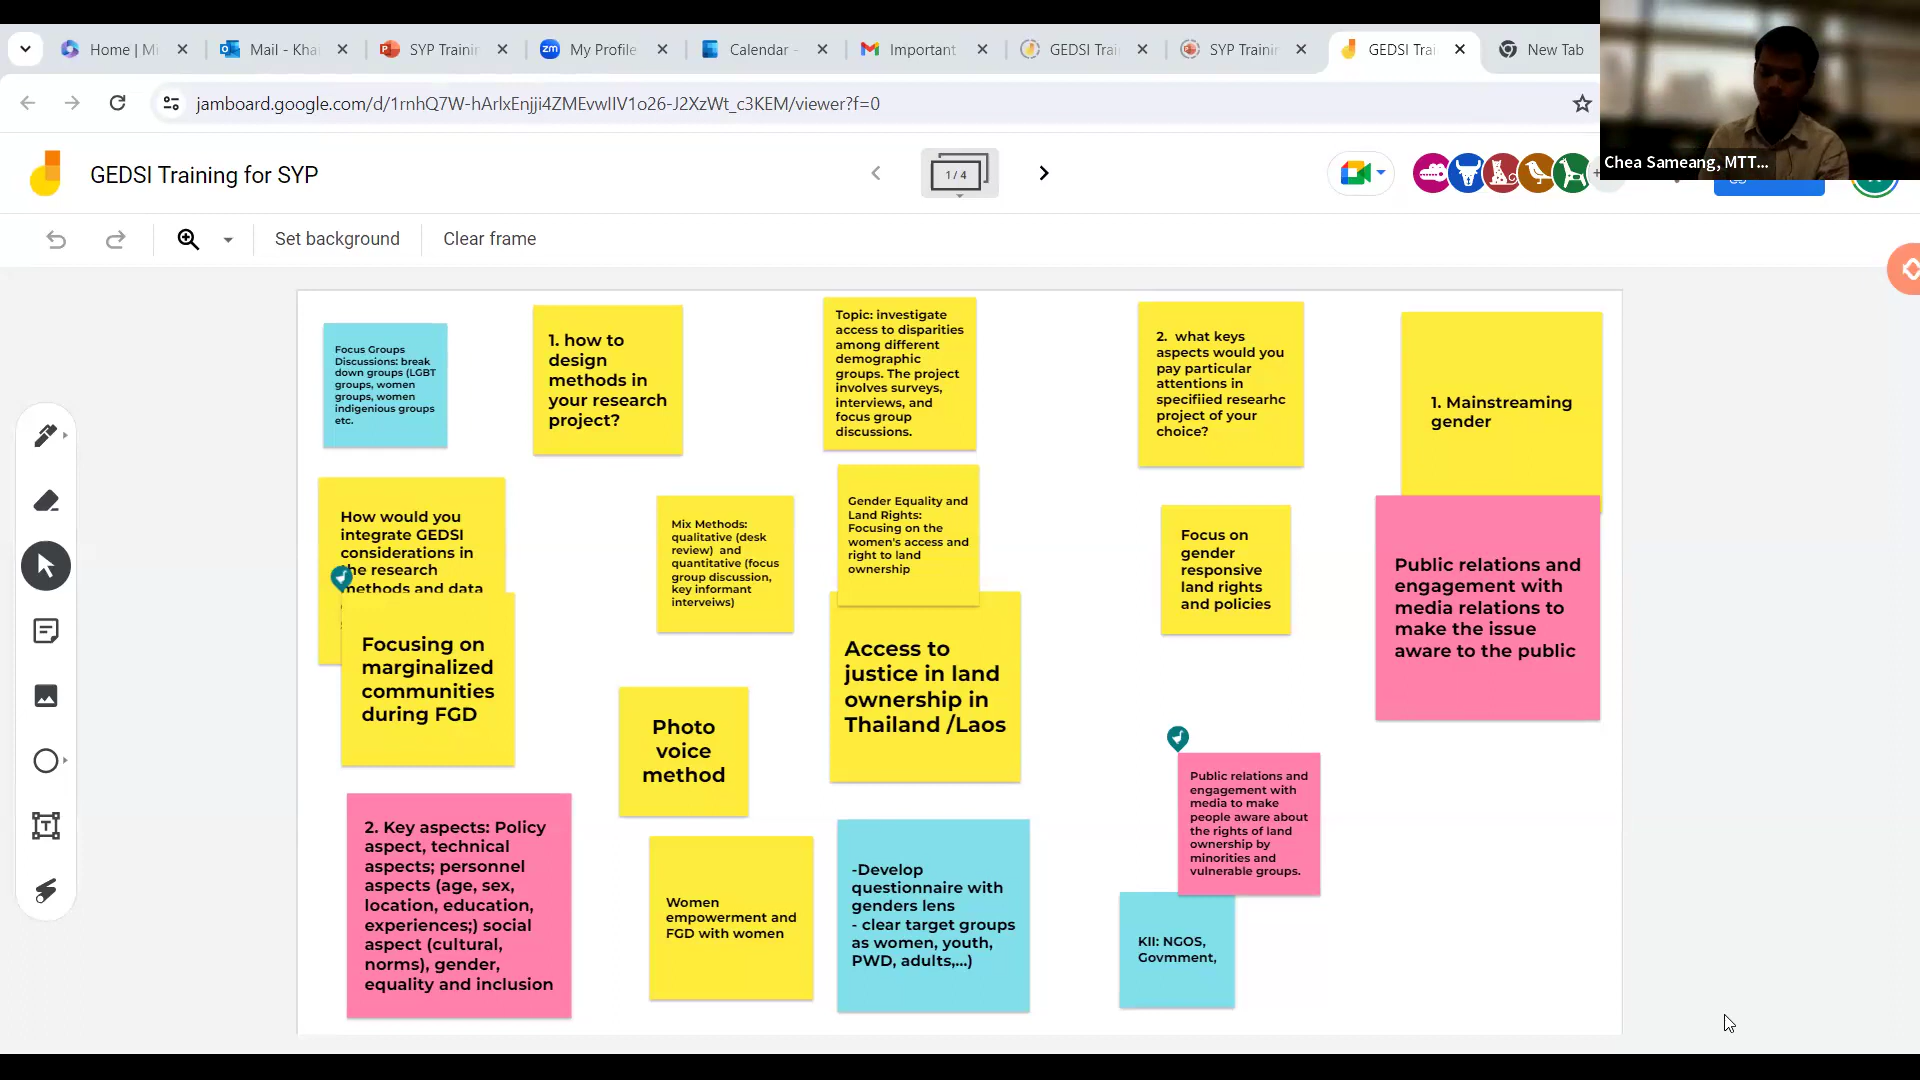 Home | Mi
Mail - Kha
SYP Trainin
zm
My Profile
Calendar -
Important
GEDSI Trai
SYP Trainin
GEDSI Trai
New Tab
jamboard.google.com/d/1rnhQ7W-hArlxEnjji4ZMEvwIIV1o26-J2XzWt_c3KEM/viewer?f=0
Chea Sameang, MTT...
GEDSI Training for SYP
1 / 4
Set background
Clear frame
Focus Groups
Discussions: break
down groups (LGBT
groups, women
groups, women
indigenious groups
etc.
1. how to
design
methods in
your research
project?
Topic: investigate
access to disparities
among different
demographic
groups. The project
involves surveys,
interviews, and
focus group
discussions.
2. what keys
aspects would you
pay particular
attentions in
specifiied researhc
project of your
choice?
1. Mainstreaming
gender
How would you
integrate GEDSI
considerations in
the research
methods and data
Mix Methods:
qualitative (desk
review) and
quantitative (focus
group discussion,
key informant
interveiws)
Gender Equality and
Land Rights:
Focusing on the
women's access and
right to land
ownership
Focus on
gender
responsive
land rights
and policies
Public relations and
engagement with
media relations to
make the issue
aware to the public
Focusing on
marginalized
communities
during FGD
Photo
voice
method
Access to
justice in land
ownership in
Thailand /Laos
Public relations and
engagement with
media to make
people aware about
the rights of land
ownership by
minorities and
vulnerable groups.
2. Key aspects: Policy
aspect, technical
aspects; personnel
aspects (age, sex,
location, education,
experiences;) social
aspect (cultural,
norms), gender,
equality and inclusion
Women
empowerment and
FGD with women
-Develop
questionnaire with
genders lens
- clear target groups
as women, youth,
PWD, adults,...)
KII: NGOS,
Govmment,